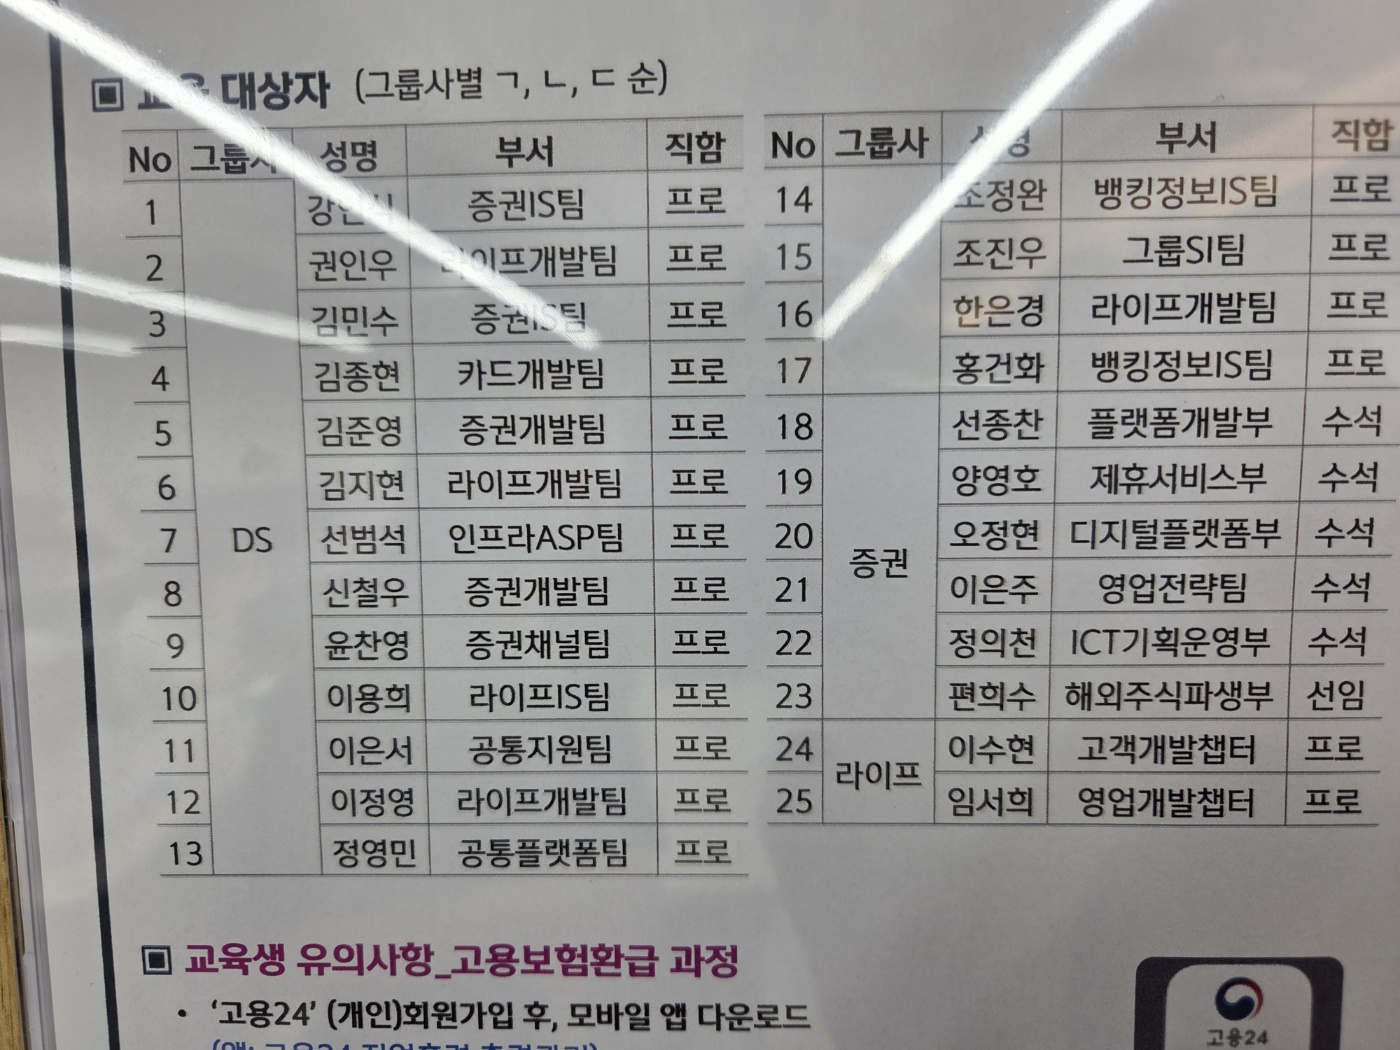 ▣ 교육 대상자 (그룹사별 ㄱ, ㄴ, ㄷ 순)
No 그룹사 성명 부서 직함
1 증권IS팀 프로
2 권인우 라이프개발팀 프로
3 김민수 증권IS팀 프로
4 김종현 카드개발팀 프로
5 김준영 증권개발팀 프로
6 김지현 라이프개발팀 프로
7 DS 선범석 인프라ASP팀 프로
8 신철우 증권개발팀 프로
9 윤찬영 증권채널팀 프로
10 이용희 라이프IS팀 프로
11 이은서 공통지원팀 프로
12 이정영 라이프개발팀 프로
13 정영민 공통플랫폼팀 프로
No 그룹사 성명 부서 직함
14 조정완 뱅킹정보IS팀 프로
15 조진우 그룹SI팀 프로
16 한은경 라이프개발팀 프로
17 홍건화 뱅킹정보IS팀 프로
18 선종찬 플랫폼개발부 수석
19 양영호 제휴서비스부 수석
20 오정현 디지털플랫폼부 수석
증권
21 이은주 영업전략팀 수석
22 정의천 ICT기획운영부 수석
23 편희수 해외주식파생부 선임
24 이수현 고객개발챕터 프로
라이프
25 임서희 영업개발챕터 프로
▣ 교육생 유의사항_고용보험환급 과정
• '고용24' (개인)회원가입 후, 모바일 앱 다운로드
고용24